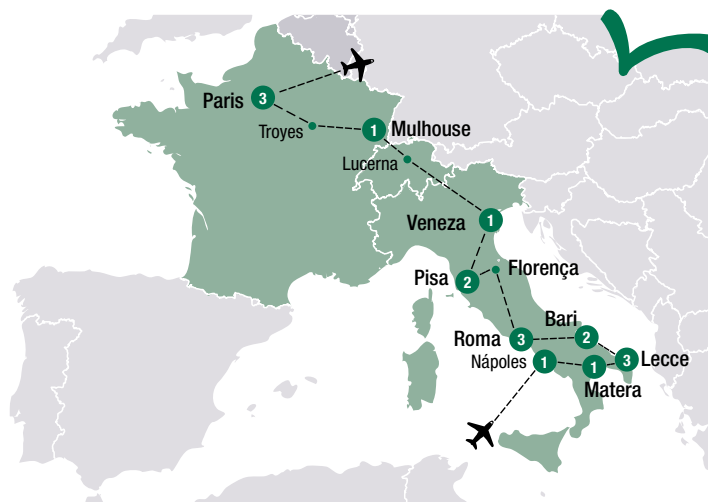 Paris
3
Troyes
1
Mulhouse
Lucerna
Veneza
1
Pisa
2
Florença
Roma
3
Bari
2
Nápoles
1
1
3
Lecce
Matera